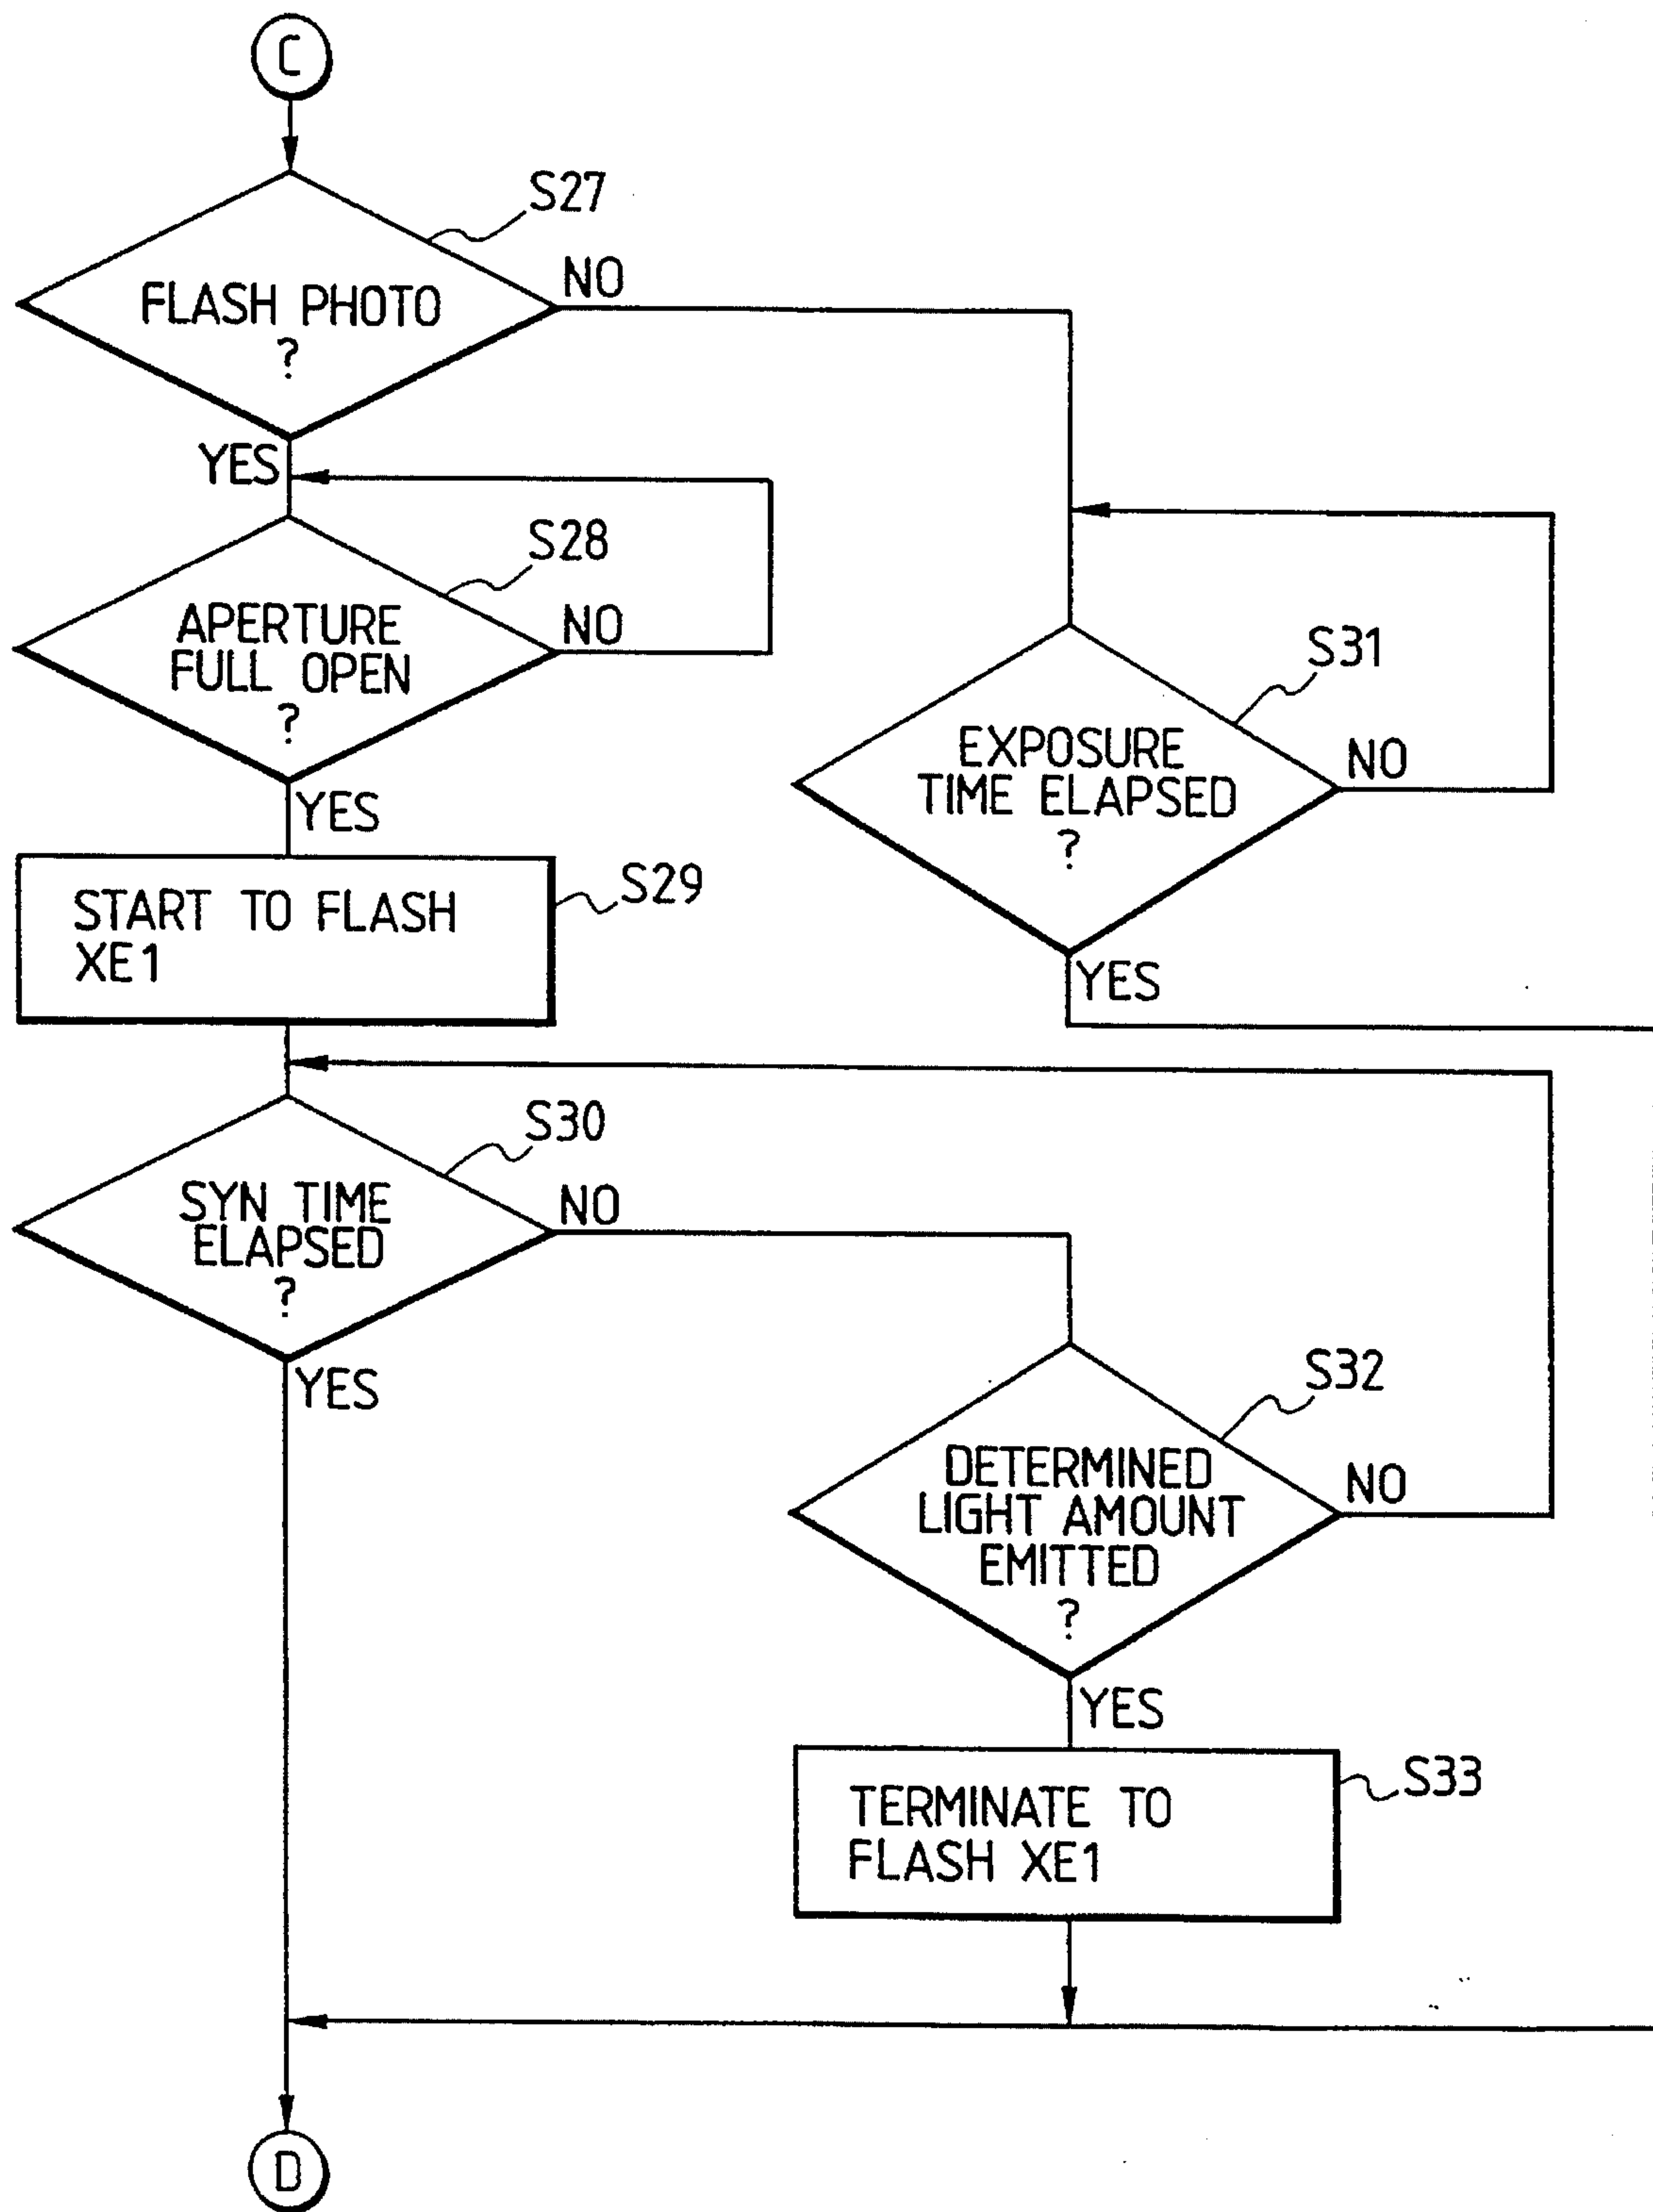 C
S27
FLASH PHOTO
?
NO
YES
S28
APERTURE
FULL OPEN
?
NO
YES
S31
EXPOSURE
TIME ELAPSED
?
NO
YES
START TO FLASH
XE1
S29
S30
SYN TIME
ELAPSED
?
NO
YES
S32
DETERMINED
LIGHT AMOUNT
EMITTED
?
NO
YES
TERMINATE TO
FLASH XE1
S33
D